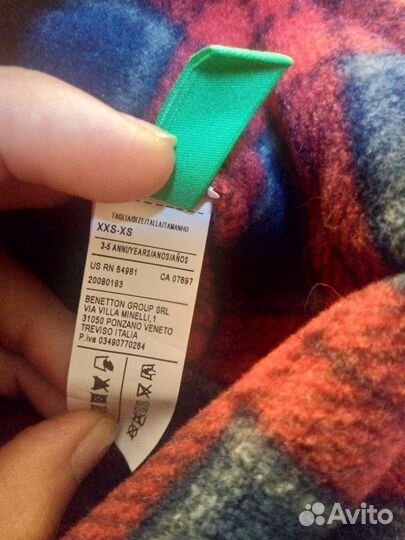 TAGLIA/SIZE/TALLA/TAMANHO
XXS-XS
3-5 ANNI/YEARS/ANOS/AÑOS
US RN 64981 CA 07697
20080183
BENETTON GROUP SRL
VIA VILLA MINELLI,1
31050 PONZANO VENETO
TREVISO ITALIA
P.iva 03490770264
Avito